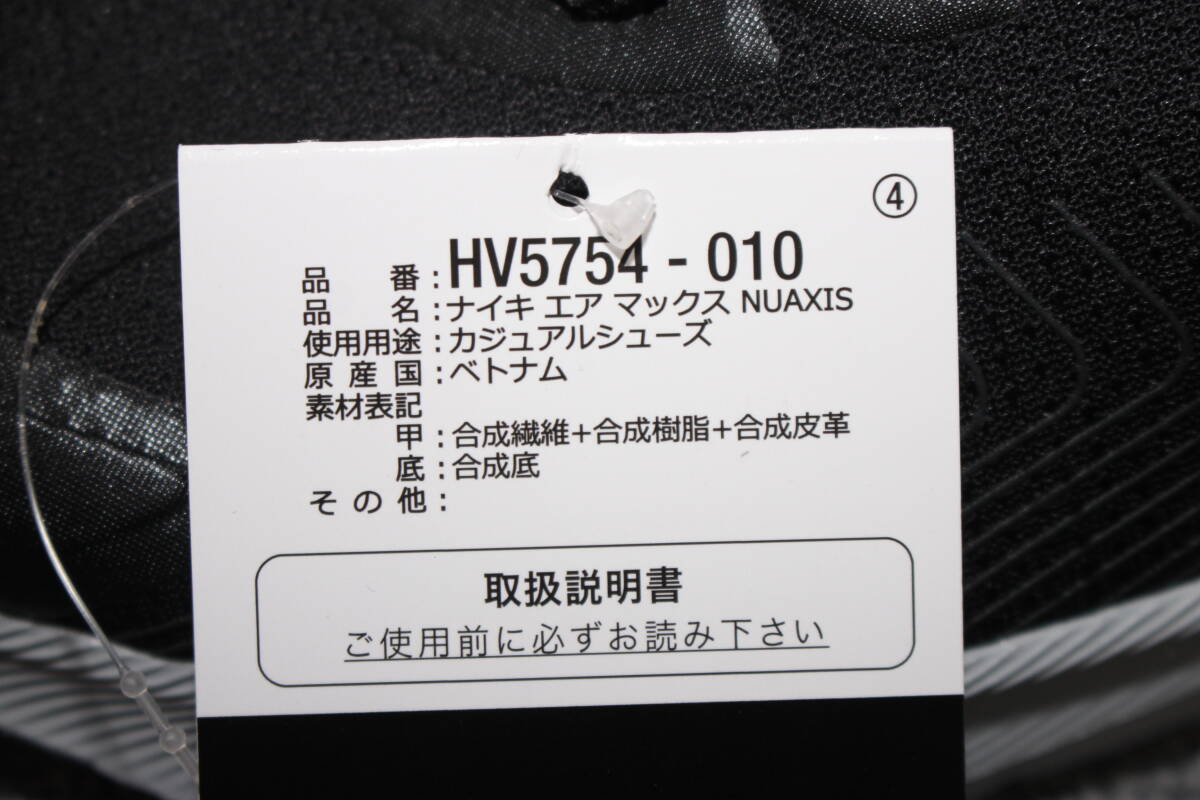 ④
品番:HV5754-010
品名:ナイキ エア マックス NUAXIS
使用用途:カジュアルシューズ
原産国:ベトナム
素材表記
甲:合成繊維+合成樹脂+合成皮革
底:合成底
その他:
取扱説明書
ご使用前に必ずお読み下さい